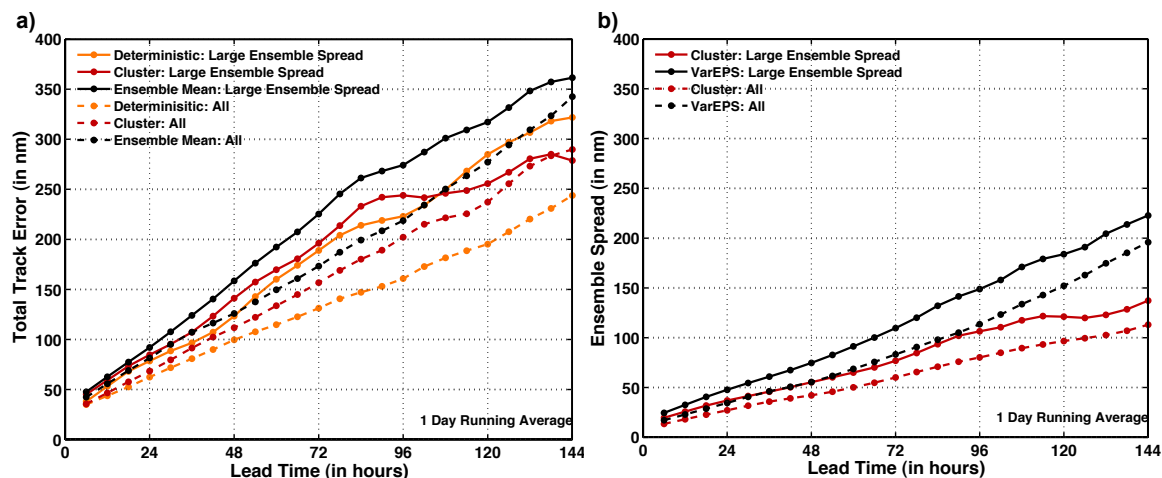 a)
400
350
300
250
200
150
100
50
0
Total Track Error (in nm)
Deterministic: Large Ensemble Spread
Cluster: Large Ensemble Spread
Ensemble Mean: Large Ensemble Spread
Determinisitic: All
Cluster: All
Ensemble Mean: All
1 Day Running Average
0 24 48 72 96 120 144
Lead Time (in hours)
b)
400
350
300
250
200
150
100
50
0
Ensemble Spread (in nm)
Cluster: Large Ensemble Spread
VarEPS: Large Ensemble Spread
Cluster: All
VarEPS: All
1 Day Running Average
0 24 48 72 96 120 144
Lead Time (in hours)